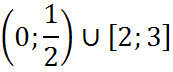 (0; 1/2) ∪ [2; 3]